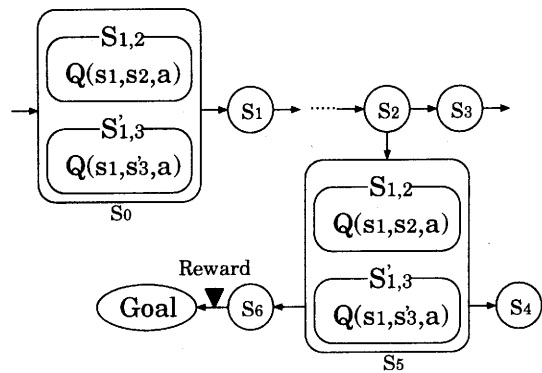 S1,2
Q(s1,s2,a)
S'1,3
Q(s1,s'3,a)
S0
S1
S2
S3
S1,2
Q(s1,s2,a)
S'1,3
Q(s1,s'3,a)
S5
S4
Reward
Goal
S6